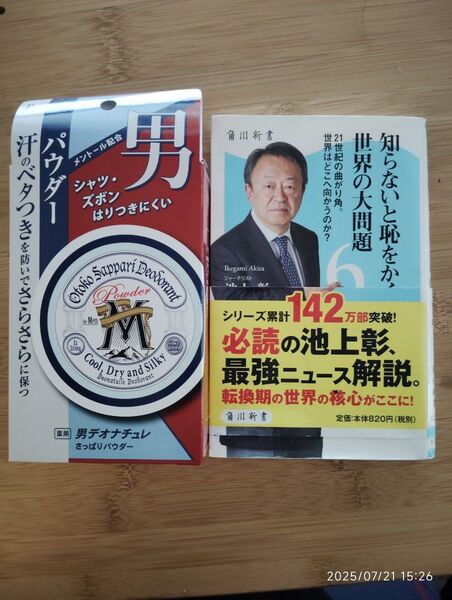 男
メントール配合
シャツ・
ズボン
はりつきにくい
パウダー
汗のベタつきを防いでさらさらに保つ
Otoko Sappari Deodorant
Powder
for Men
M
Cool, Dry and Silky
Deonatulle Deodorant
薬用
男デオナチュレ
さっぱりパウダー
角川新書
知らないと恥をか
世界の大問題
6
21世紀の曲がり角。
世界はどこへ向かうのか?
Ikegami Akira
ジャーナリスト
池上 彰
シリーズ累計142万部突破!
必読の池上彰、
最強ニュース解説。
転換期の世界の核心がここに!
角川新書
定価:本体820円(税別)
2025/07/21 15:26